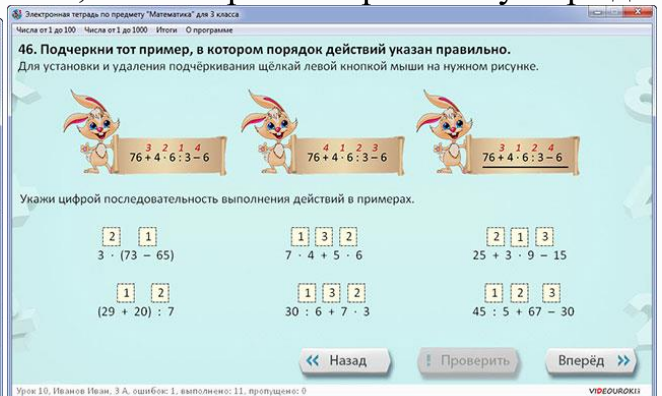 Электронная тетрадь по предмету "Математика" для 3 класса
Числа от 1 до 100 Числа от 1 до 1000 Итоги О программе
46. Подчеркни тот пример, в котором порядок действий указан правильно.
Для установки и удаления подчёркивания щёлкай левой кнопкой мыши на нужном рисунке.
3 2 1 4
76 + 4 · 6 : 3 – 6
4 1 2 3
76 + 4 · 6 : 3 – 6
3 1 2 4
76 + 4 · 6 : 3 – 6
Укажи цифрой последовательность выполнения действий в примерах.
2 1
3 · (73 – 65)
1 3 2
7 · 4 + 5 · 6
2 1 3
25 + 3 · 9 – 15
1 2
(29 + 20) : 7
1 3 2
30 : 6 + 7 · 3
1 2 3
45 : 5 + 67 – 30
Назад
! Проверить
Вперёд
Урок 10, Иванов Иван, 3 А, ошибок: 1, выполнено: 11, пропущено: 0
VIDEOUROKI